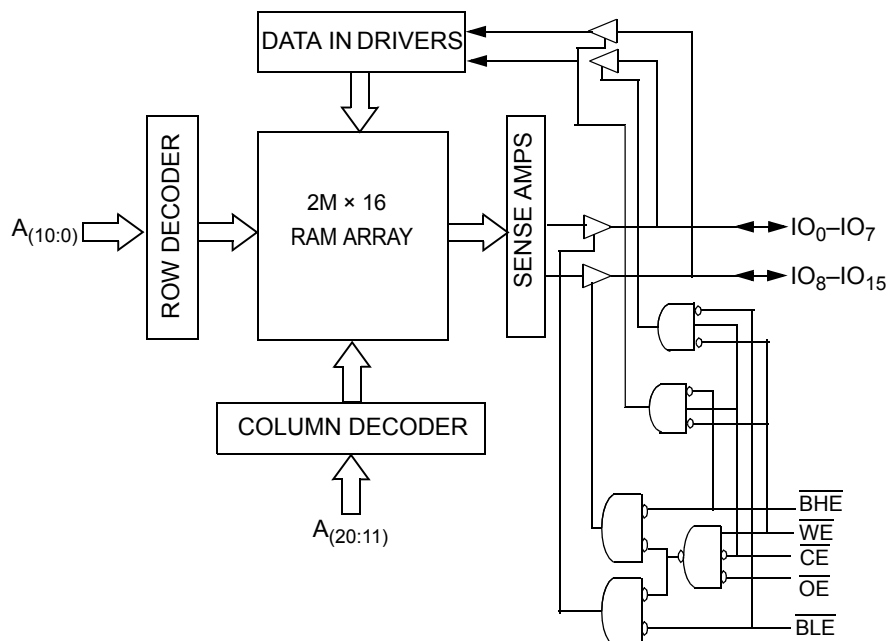 DATA IN DRIVERS
ROW DECODER
A(10:0)
2M × 16
RAM ARRAY
SENSE AMPS
IO0–IO7
IO8–IO15
COLUMN DECODER
A(20:11)
BHE
WE
CE
OE
BLE